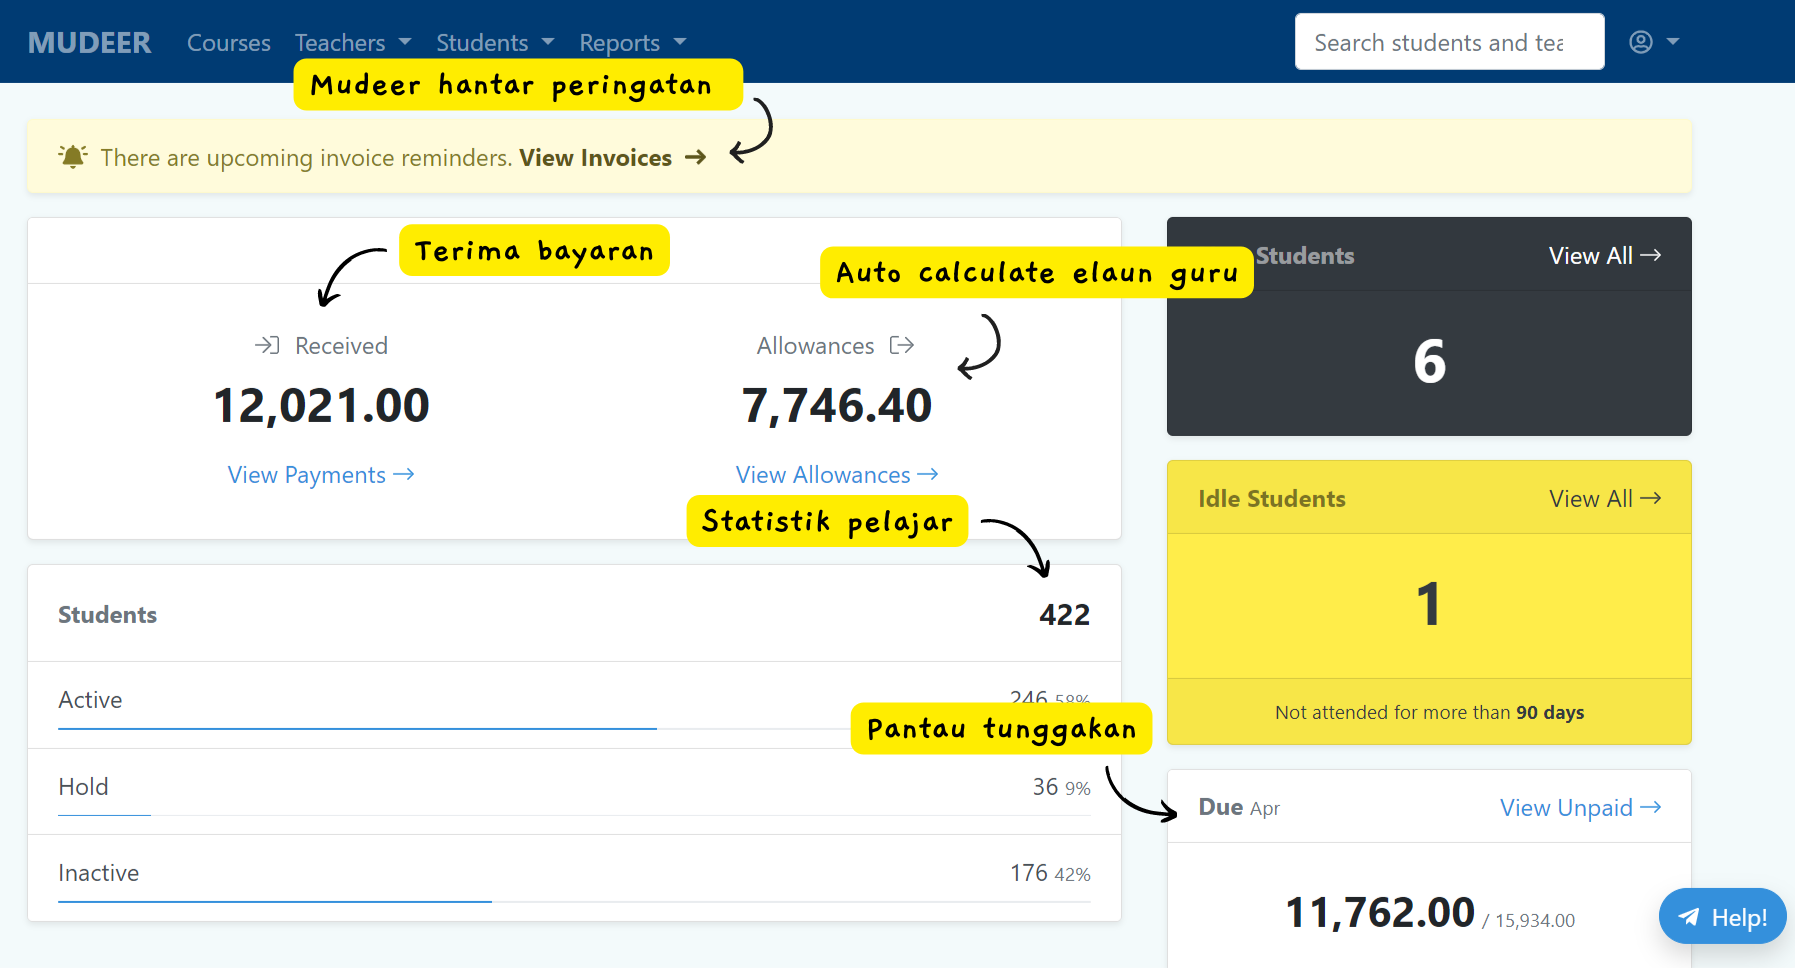 MUDEER Courses Teachers Students Reports Search students and tea
Mudeer hantar peringatan
There are upcoming invoice reminders. View Invoices →
Terima bayaran
Auto calculate elaun guru
Students View All →
Received
12,021.00
View Payments →
Allowances
7,746.40
View Allowances →
6
Statistik pelajar
Idle Students View All →
1
Not attended for more than 90 days
Students 422
Active 246 58%
Pantau tunggakan
Hold 36 9%
Inactive 176 42%
Due Apr View Unpaid →
11,762.00 / 15,934.00
Help!